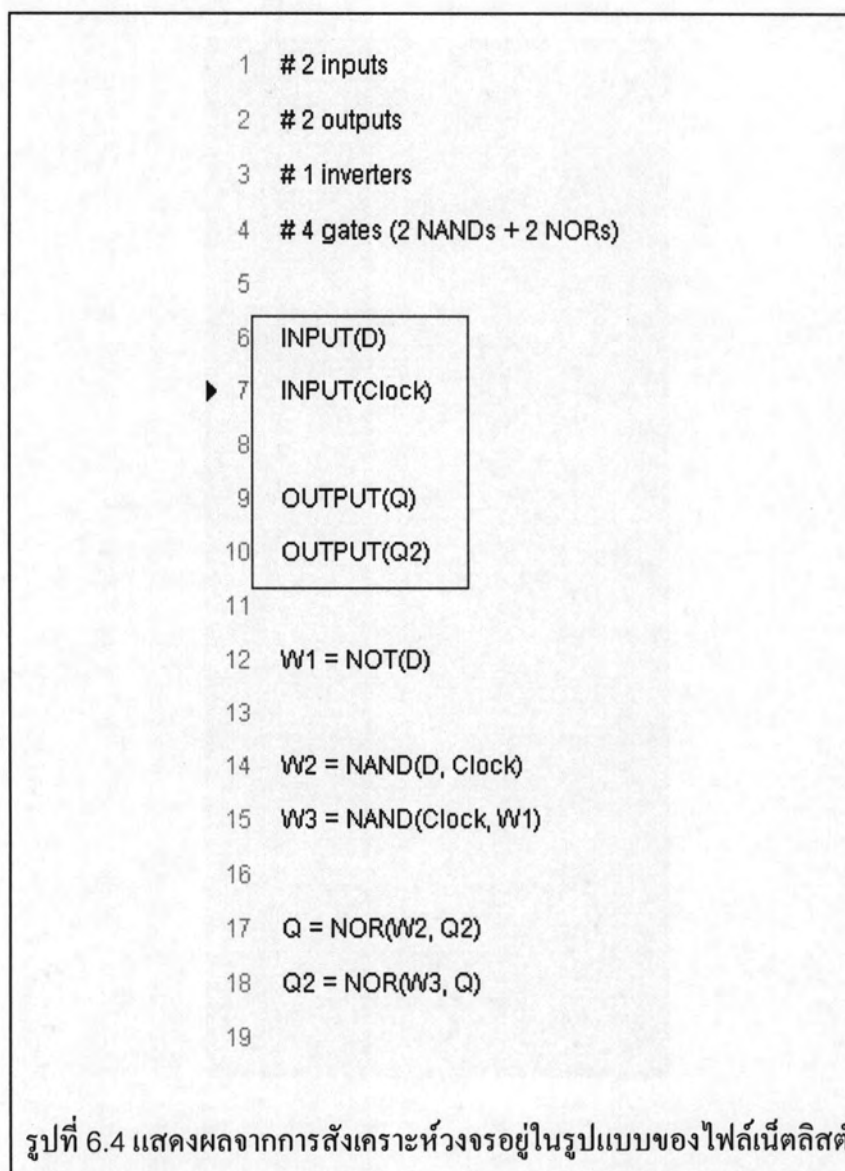 1 # 2 inputs
2 # 2 outputs
3 # 1 inverters
4 # 4 gates (2 NANDs + 2 NORs)
5
6 INPUT(D)
7 INPUT(Clock)
8
9 OUTPUT(Q)
10 OUTPUT(Q2)
11
12 W1 = NOT(D)
13
14 W2 = NAND(D, Clock)
15 W3 = NAND(Clock, W1)
16
17 Q = NOR(W2, Q2)
18 Q2 = NOR(W3, Q)
19
รูปที่ 6.4 แสดงผลจากการสังเคราะห์วงจรอยู่ในรูปแบบของไฟล์เน็ตลิสต์